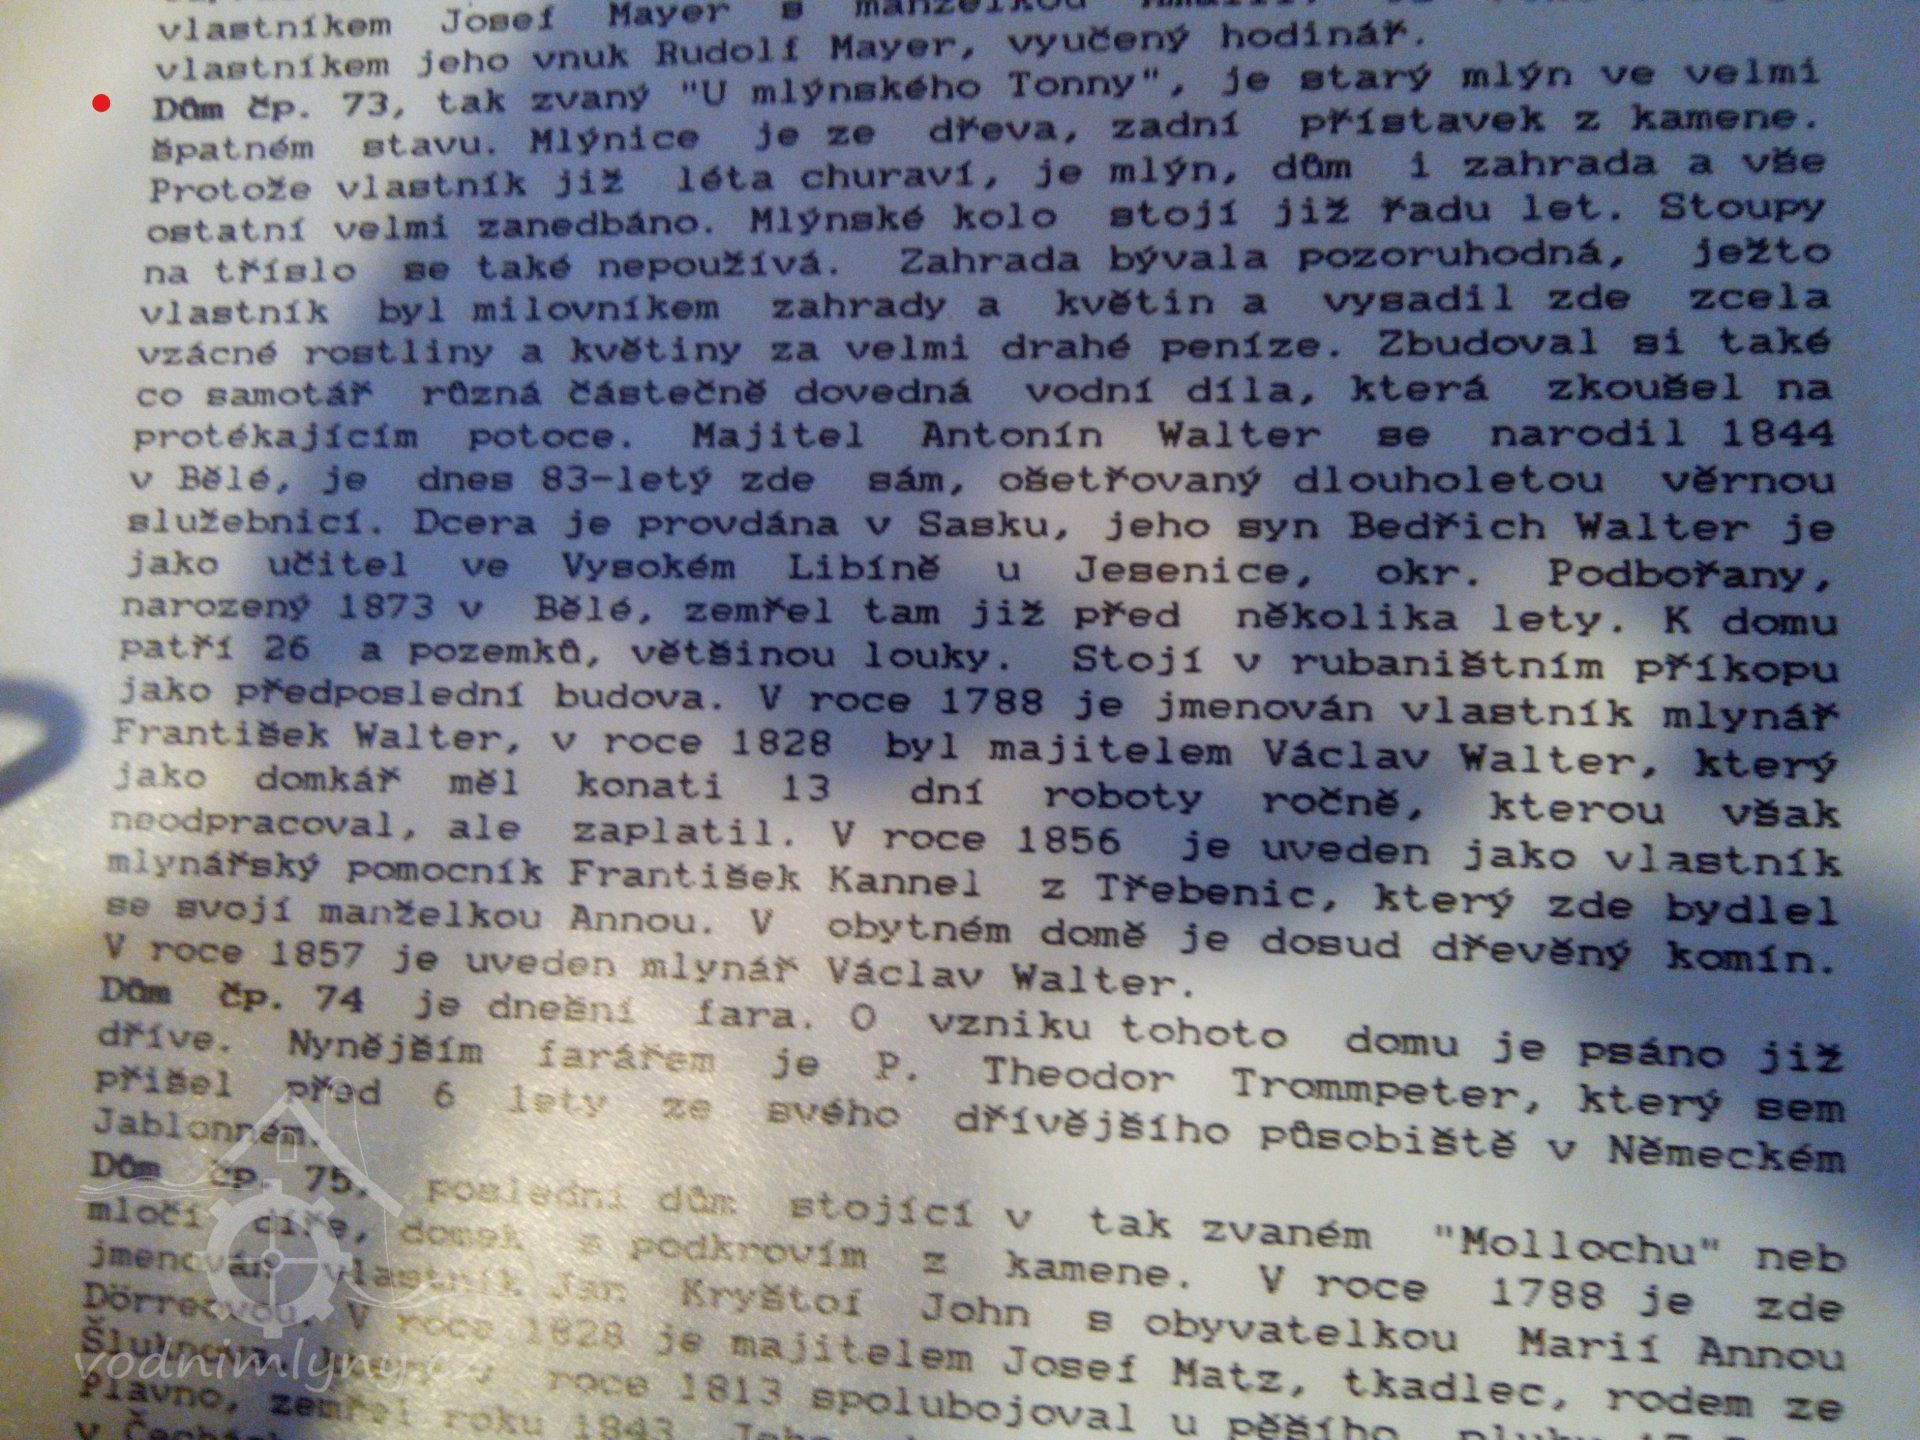 vlastníkem Josef Mayer s manželkou
vlastníkem jeho vnuk Rudolf Mayer, vyučený hodinář.
Dům čp. 73, tak zvaný "U mlýnského Tonny", je starý mlýn ve velmi
špatném stavu. Mlýnice je ze dřeva, zadní přístavek z kamene.
Protože vlastník již léta churaví, je mlýn, dům i zahrada a vše
ostatní velmi zanedbáno. Mlýnské kolo stojí již řadu let. Stoupy
na tříslo se také nepoužívá. Zahrada bývala pozoruhodná, ježto
vlastník byl milovníkem zahrady a květin a vysadil zde zcela
vzácné rostliny a květiny za velmi drahé peníze. Zbudoval si také
co samotář různá částečně dovedná vodní díla, která zkoušel na
protékajícím potoce. Majitel Antonín Walter se narodil 1844
v Bělé, je dnes 83-letý zde sám, ošetřovaný dlouholetou věrnou
služebnicí. Dcera je provdána v Sasku, jeho syn Bedřich Walter je
jako učitel ve Vysokém Libíně u Jesenice, okr. Podbořany,
narozený 1873 v Bělé, zemřel tam již před několika lety. K domu
patří 26 a pozemků, většinou louky. Stojí v rubaništním příkopu
jako předposlední budova. V roce 1788 je jmenován vlastník mlynář
František Walter, v roce 1828 byl majitelem Václav Walter, který
jako domkář měl konati 13 dní roboty ročně, kterou však
neodpracoval, ale zaplatil. V roce 1856 je uveden jako vlastník
mlynářský pomocník František Kannel z Třebenic, který zde bydlel
se svojí manželkou Annou. V obytném domě je dosud dřevěný komín.
V roce 1857 je uveden mlynář Václav Walter.
Dům čp. 74 je dnešní fara. O vzniku tohoto domu je psáno již
dříve. Nynějším farářem je P. Theodor Trommpeter, který sem
přišel před 6 lety ze svého dřívějšího působiště v Německém
Jablonném.
Dům čp. 75, poslední dům stojící v tak zvaném "Mollochu" neb
mločí díře, domek s podkrovím z kamene. V roce 1788 je zde
jmenován vlastník Jan Kryštof John s obyvatelkou Marií Annou
Dörreovou. V roce 1828 je majitelem Josef Matz, tkadlec, rodem ze
Šluknova, roce 1813 spolubojoval u pěšího pluku
Plavno, zemřel roku 1843.
v Čechách
vodnimlyny.cz